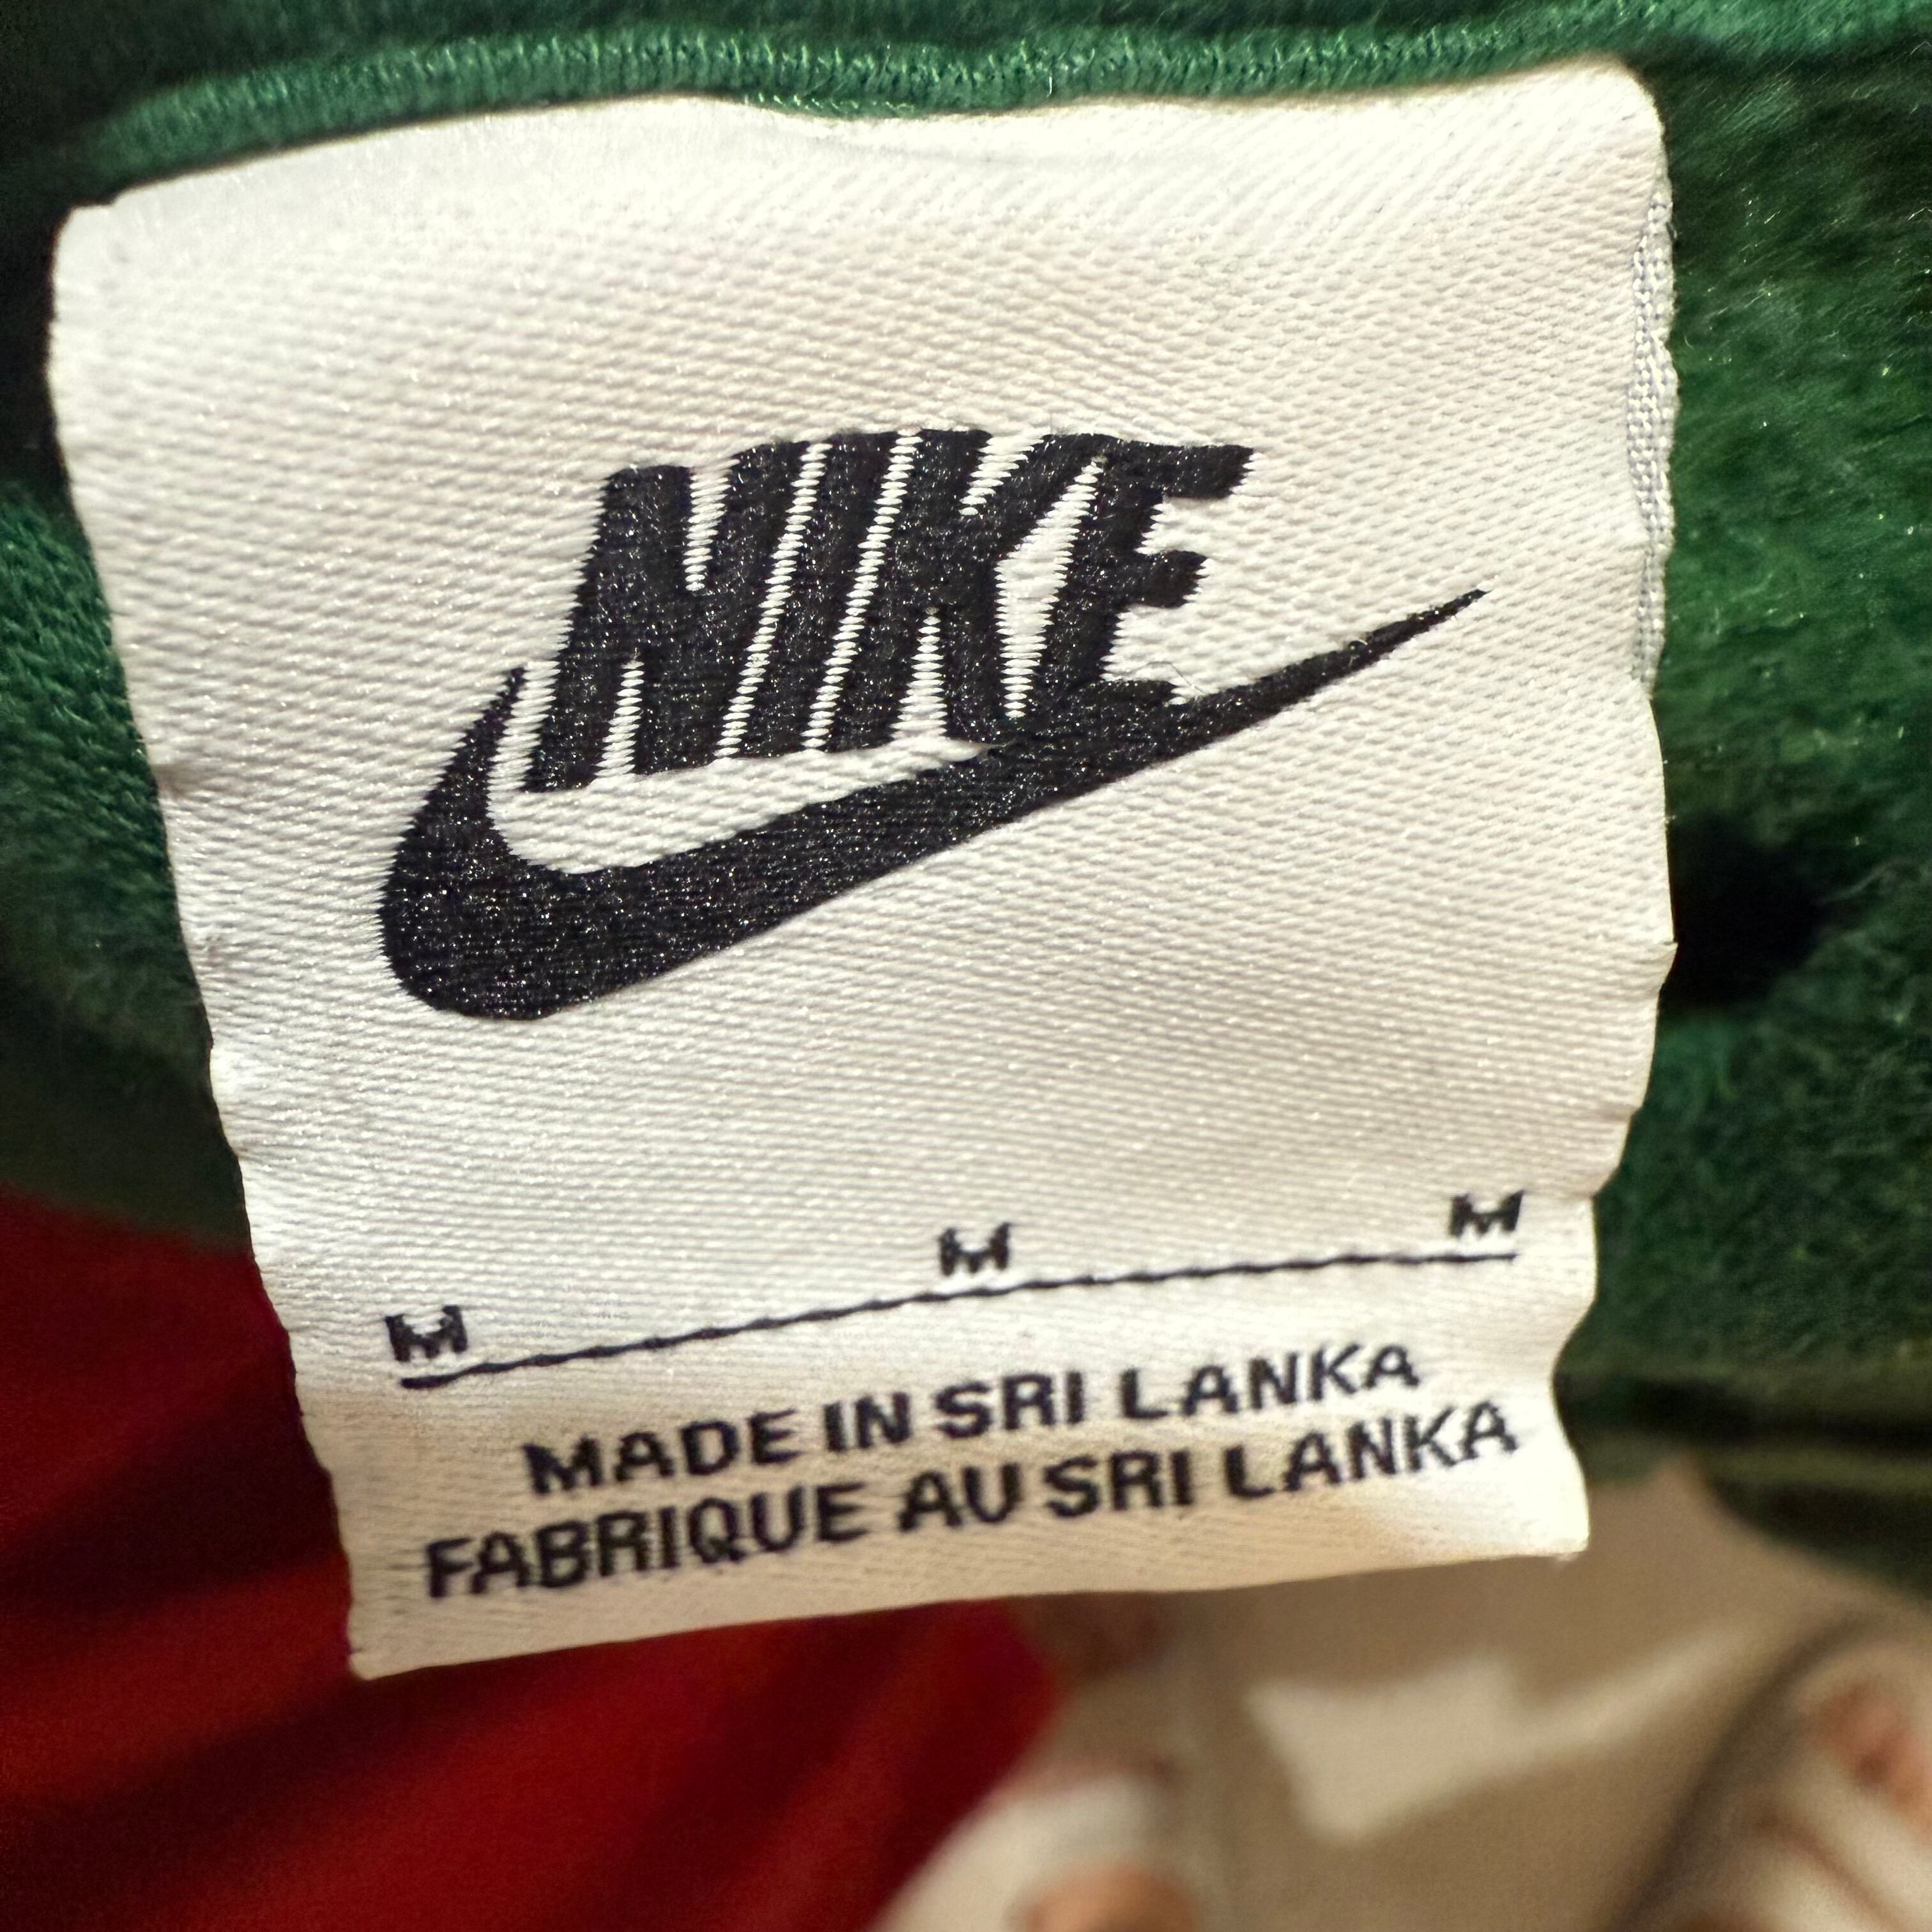 NIKE
M M M
MADE IN SRI LANKA
FABRIQUE AU SRI LANKA